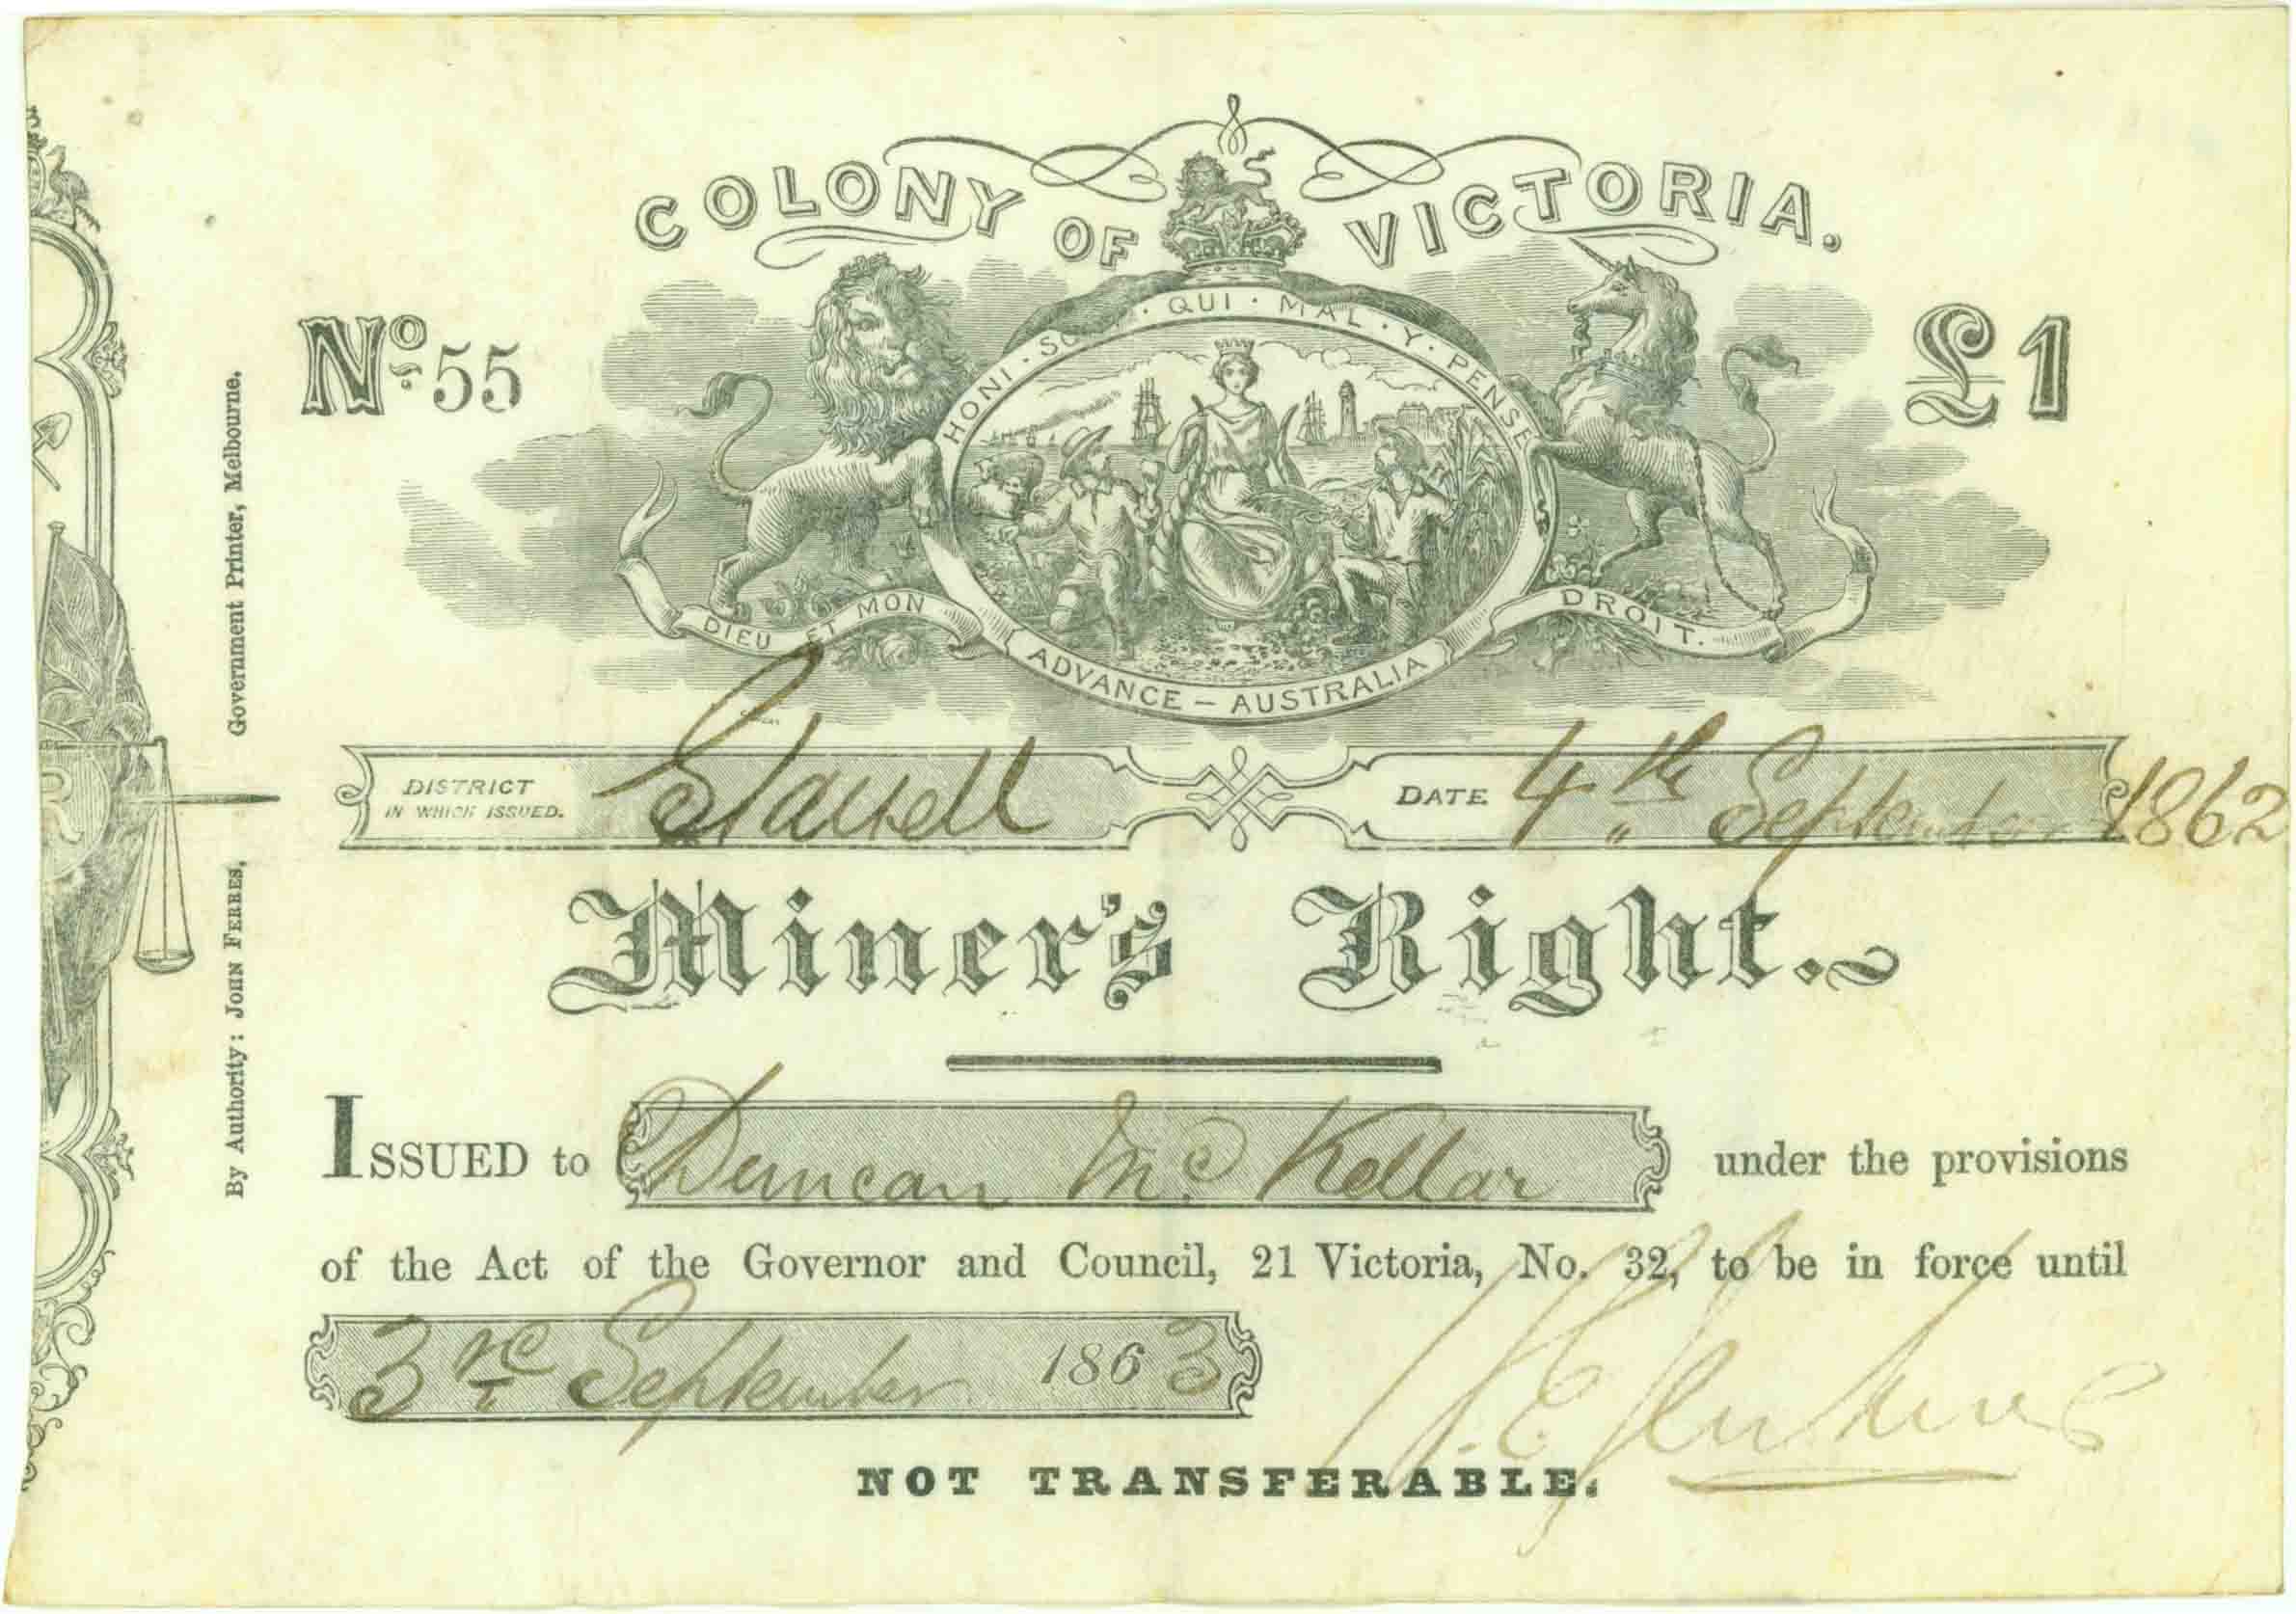 COLONY OF VICTORIA.
No 55
£1
HONI · SOIT · QUI · MAL · Y · PENSE
DIEU ET MON DROIT.
ADVANCE – AUSTRALIA
DISTRICT IN WHICH ISSUED. Stawell DATE 4th September 1862
Miner's Right.
ISSUED to Duncan McKellar under the provisions
of the Act of the Governor and Council, 21 Victoria, No. 32, to be in force until
3rd September 1863
NOT TRANSFERABLE.
By Authority: JOHN FERRES, Government Printer, Melbourne.